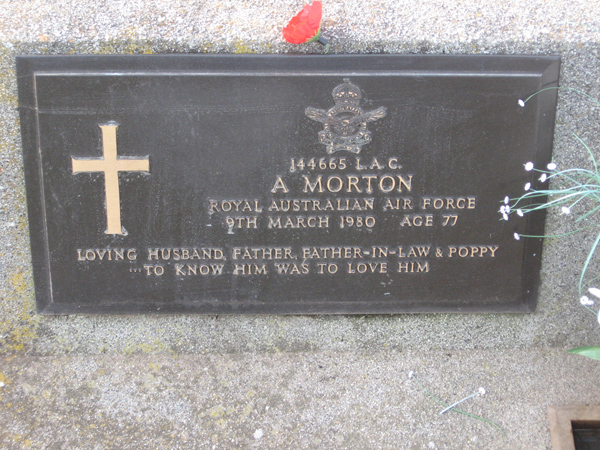 144665 L.A.C.
A MORTON
ROYAL AUSTRALIAN AIR FORCE
9TH MARCH 1980 AGE 77
LOVING HUSBAND, FATHER, FATHER-IN-LAW & POPPY
...TO KNOW HIM WAS TO LOVE HIM